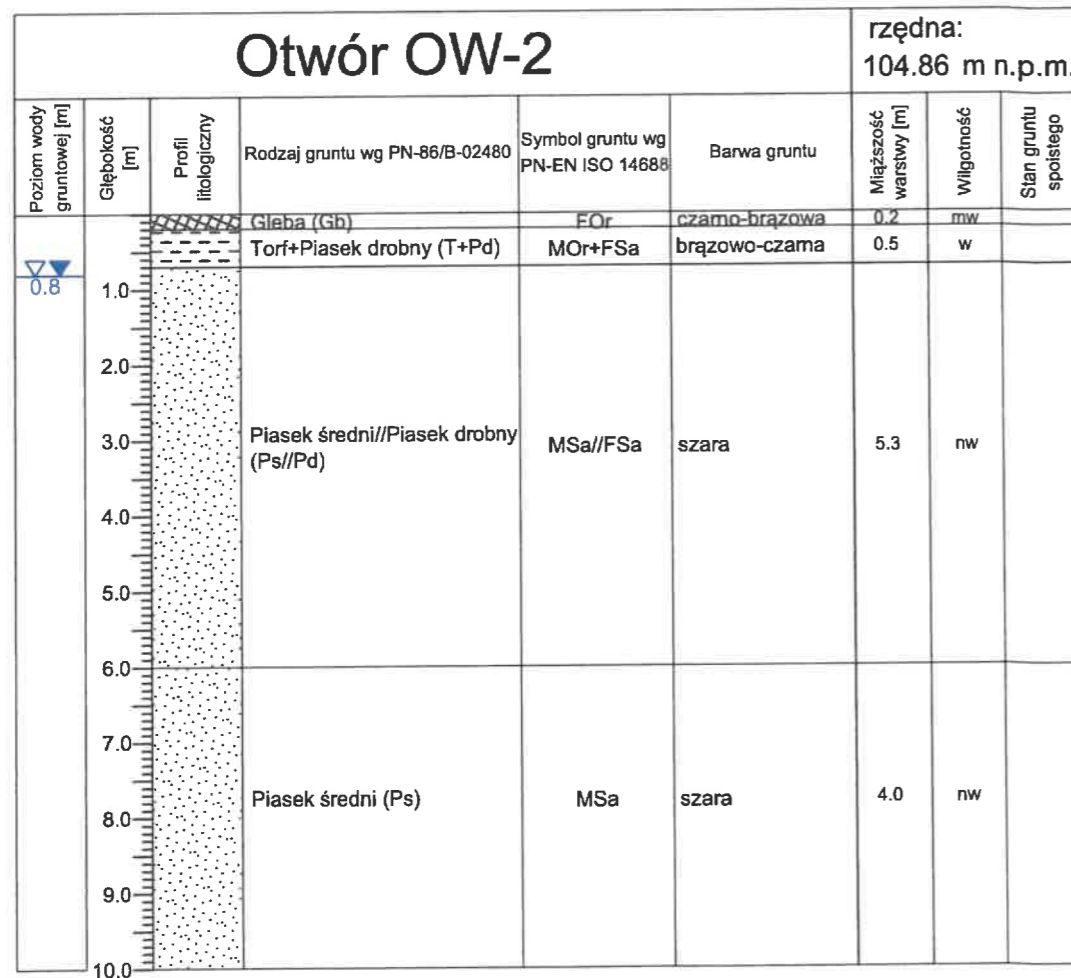 Otwór OW-2
rzędna:
104.86 m n.p.m.
Poziom wody
gruntowej [m]
Głębokość
[m]
Profil
litologiczny
Rodzaj gruntu wg PN-86/B-02480
Symbol gruntu wg
PN-EN ISO 14688
Barwa gruntu
Miąższość
warstwy [m]
Wilgotność
Stan gruntu
spoistego
Gleba (Gb) FOr czarno-brązowa 0.2 mw
Torf+Piasek drobny (T+Pd) MOr+FSa brązowo-czarna 0.5 w
0.8
1.0
2.0
3.0
Piasek średni//Piasek drobny
(Ps//Pd)
MSa//FSa szara 5.3 nw
4.0
5.0
6.0
7.0
Piasek średni (Ps) MSa szara 4.0 nw
8.0
9.0
10.0